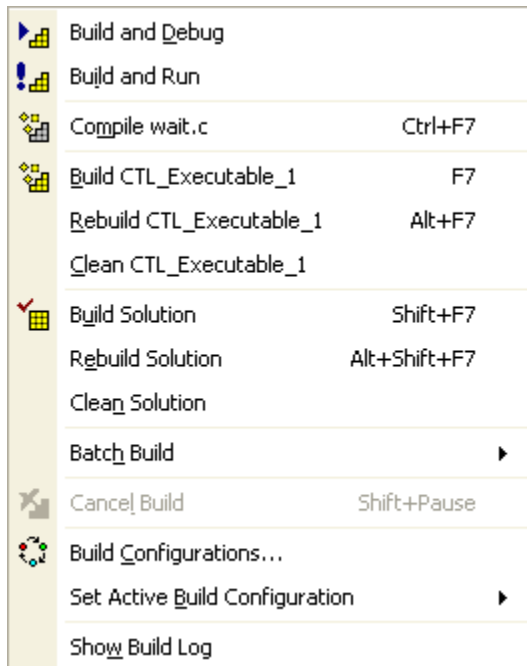 Build and Debug
Build and Run
Compile wait.c Ctrl+F7
Build CTL_Executable_1 F7
Rebuild CTL_Executable_1 Alt+F7
Clean CTL_Executable_1
Build Solution Shift+F7
Rebuild Solution Alt+Shift+F7
Clean Solution
Batch Build
Cancel Build Shift+Pause
Build Configurations...
Set Active Build Configuration
Show Build Log